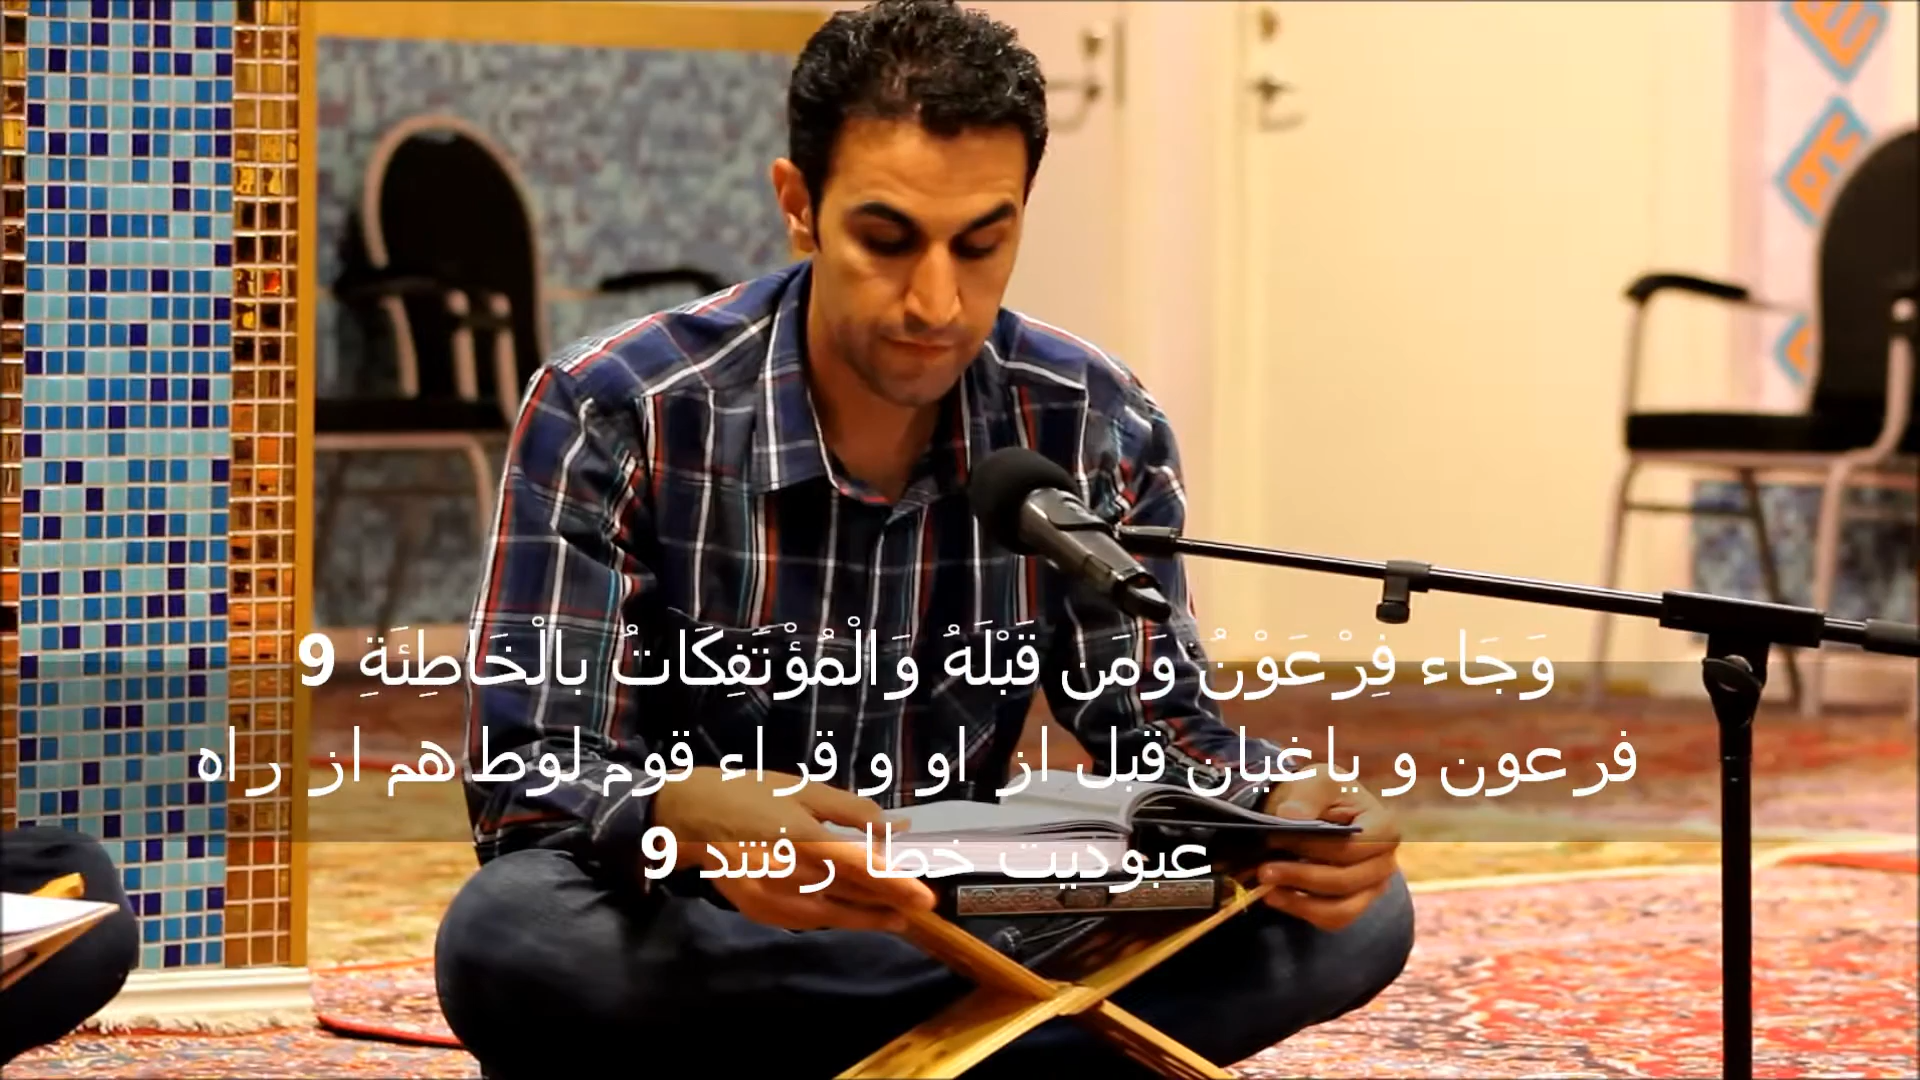 وَجَاء فِرْعَوْنُ وَمَن قَبْلَهُ وَالْمُؤْتَفِكَاتُ بِالْخَاطِئَةِ 9
فرعون و یاغیان قبل از او و قراء قوم لوط هم از راه
عبودیت خطا رفتند 9